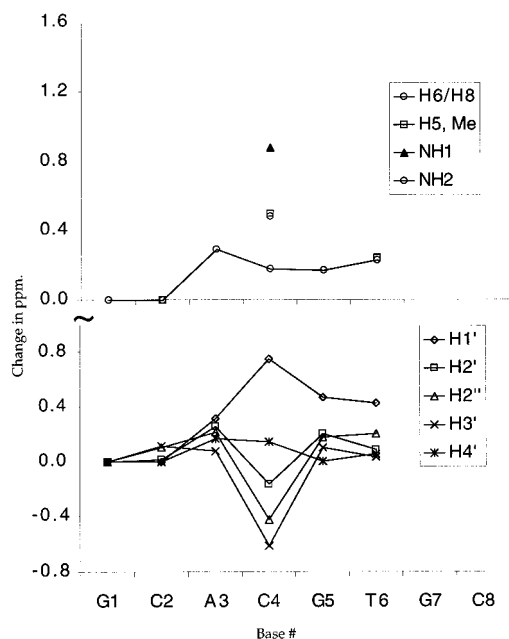 1.6
1.2
0.8
0.4
0.0
H6/H8
H5, Me
NH1
NH2
~
Change in ppm.
0.8
0.4
0.0
-0.4
-0.8
H1'
H2'
H2''
H3'
H4'
G1 C2 A3 C4 G5 T6 G7 C8
Base #